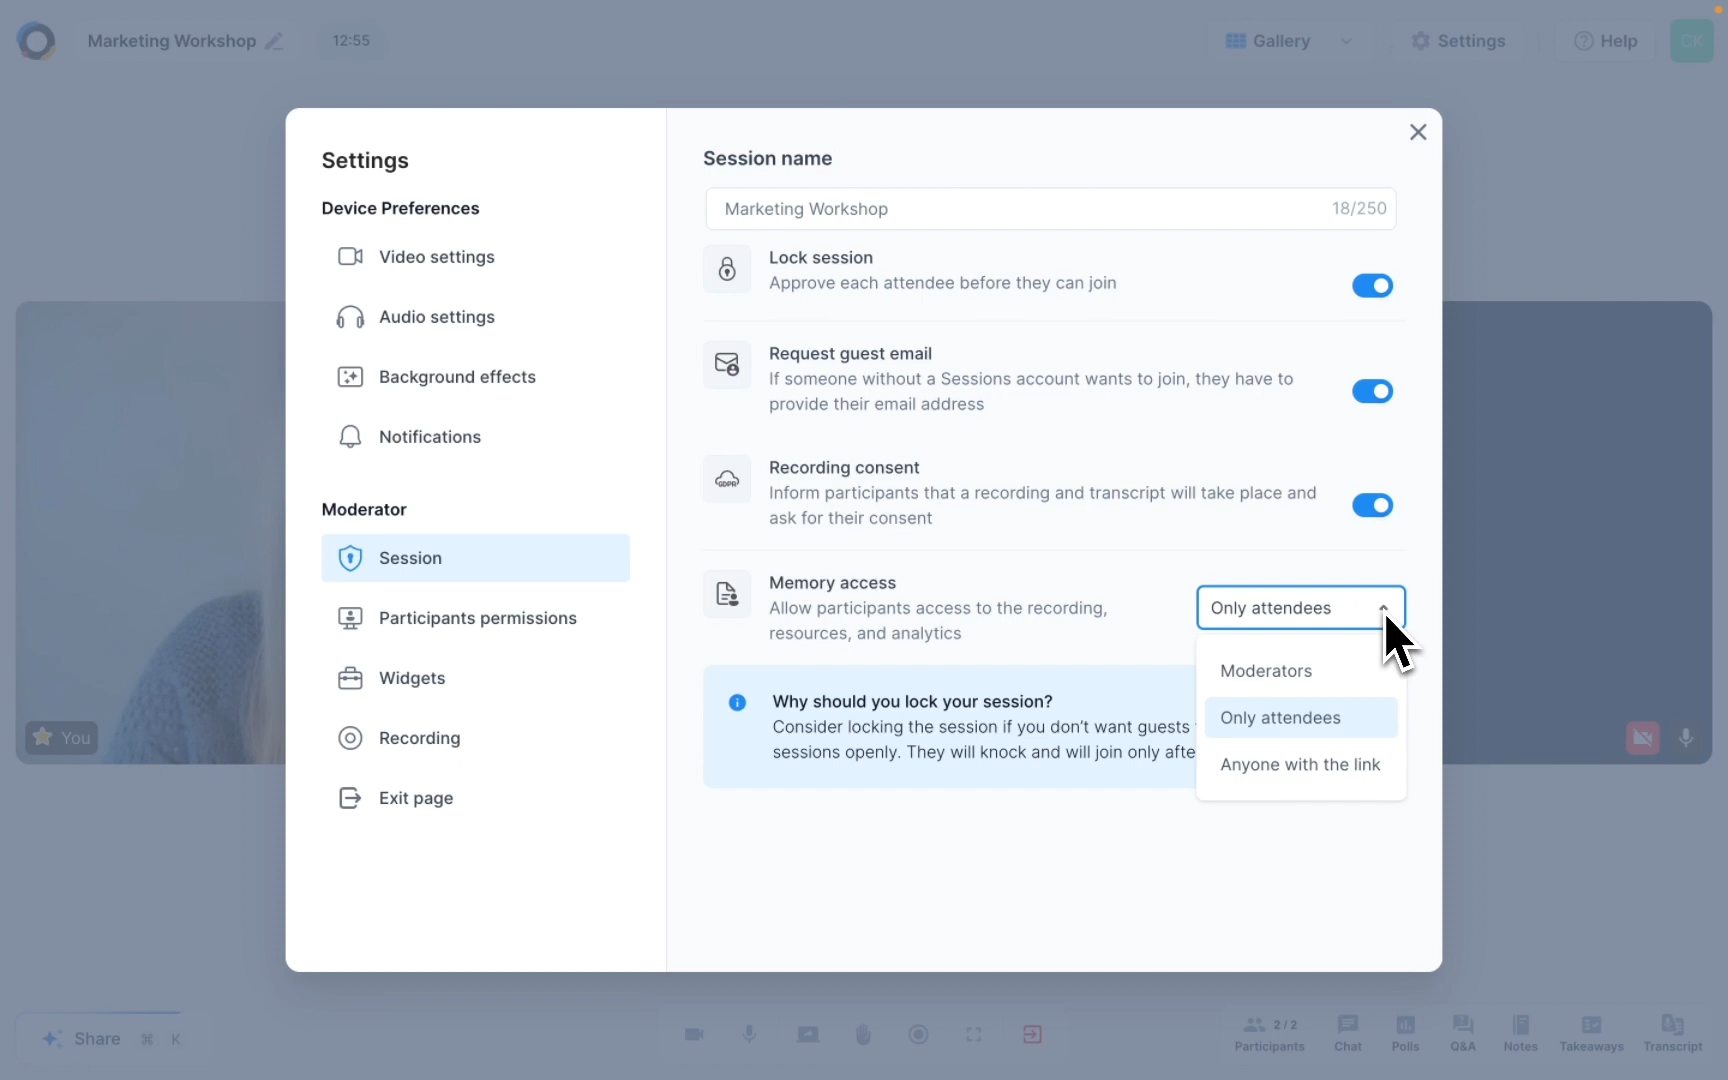 Marketing Workshop
12:55
Gallery
Settings
Help
CK
Settings
Device Preferences
Video settings
Audio settings
Background effects
Notifications
Moderator
Session
Participants permissions
Widgets
Recording
Exit page
Session name
Marketing Workshop 18/250
Lock session
Approve each attendee before they can join
Request guest email
If someone without a Sessions account wants to join, they have to
provide their email address
GDPR
Recording consent
Inform participants that a recording and transcript will take place and
ask for their consent
Memory access
Allow participants access to the recording,
resources, and analytics
Only attendees
Moderators
Only attendees
Anyone with the link
Why should you lock your session?
Consider locking the session if you don't want guests
sessions openly. They will knock and will join only afte
You
Share ⌘ K
2/2
Participants
Chat
Polls
Q&A
Notes
Takeaways
Transcript